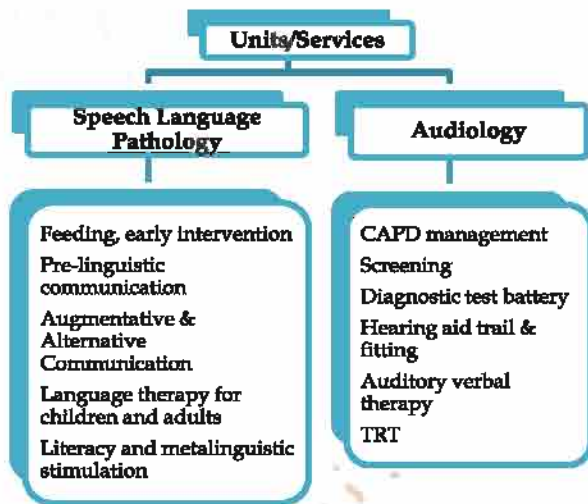 Units/Services
Speech Language
Pathology
Audiology
Feeding, early intervention
Pre-linguistic
communication
Augmentative &
Alternative
Communication
Language therapy for
children and adults
Literacy and metalinguistic
stimulation
CAPD management
Screening
Diagnostic test battery
Hearing aid trail &
fitting
Auditory verbal
therapy
TRT